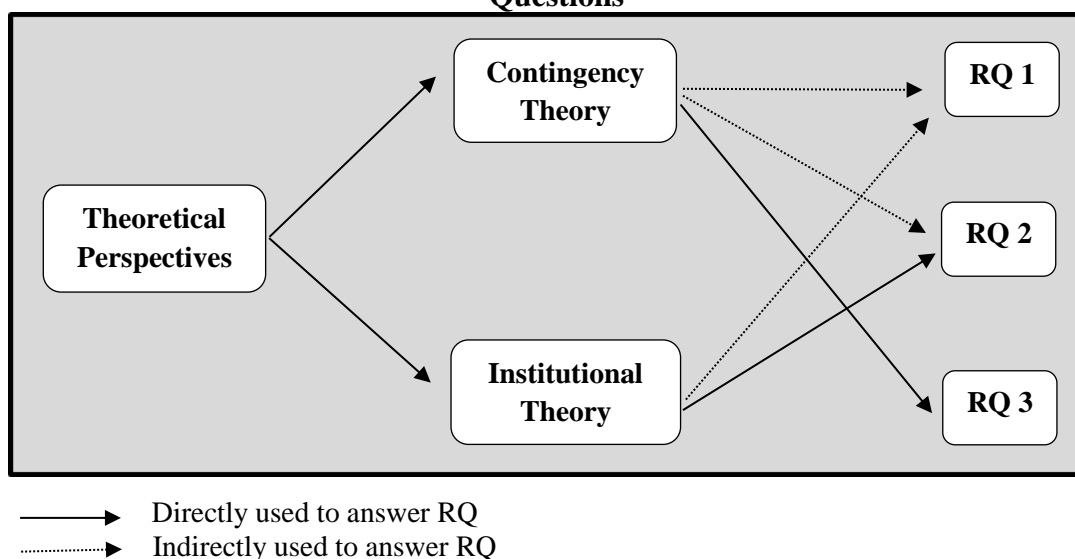 Questions
Contingency
Theory
RQ 1
Theoretical
Perspectives
RQ 2
Institutional
Theory
RQ 3
Directly used to answer RQ
Indirectly used to answer RQ